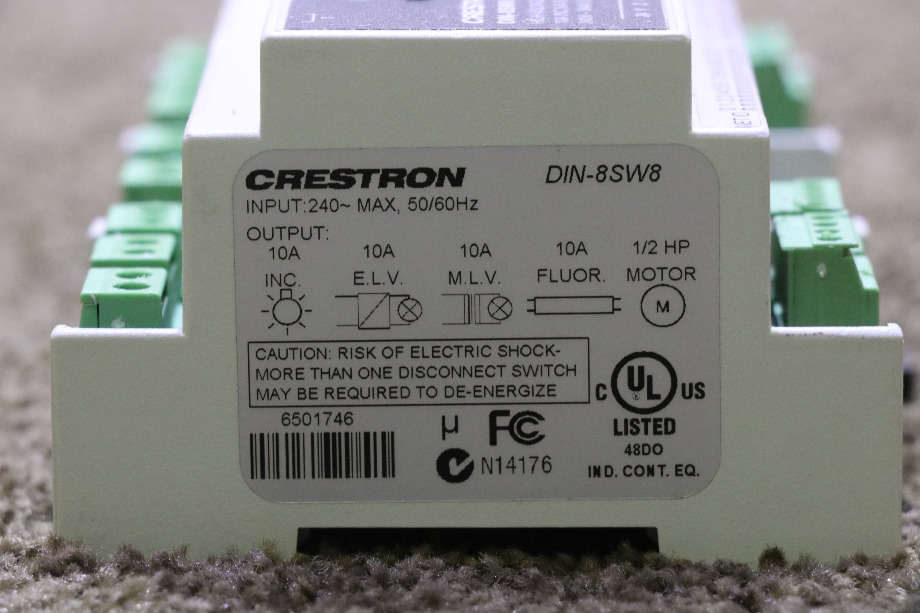 CRESTRON
CRESTRON
DIN-8SW8
INPUT:240~ MAX, 50/60Hz
OUTPUT:
10A 10A 10A 10A 1/2 HP
INC. E.L.V. M.L.V. FLUOR. MOTOR
M
CAUTION: RISK OF ELECTRIC SHOCK-
MORE THAN ONE DISCONNECT SWITCH
MAY BE REQUIRED TO DE-ENERGIZE
6501746
µ FC
N14176
C UL US
LISTED
48DO
IND. CONT. EQ.